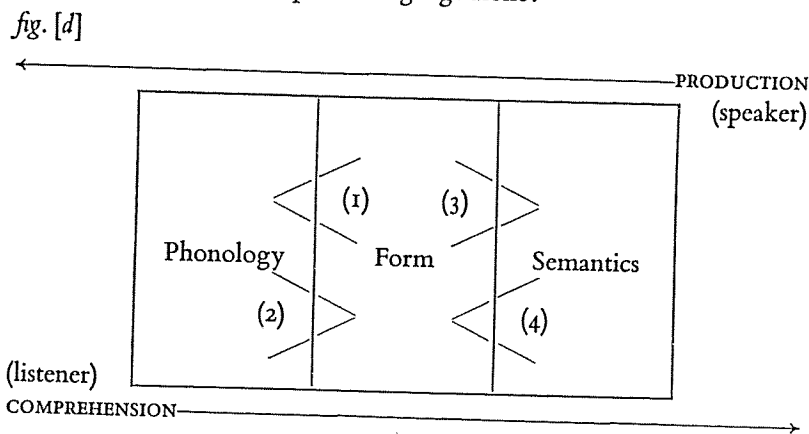 fig. [d]
PRODUCTION
(speaker)
(1) (3)
Phonology Form Semantics
(2) (4)
(listener)
COMPREHENSION